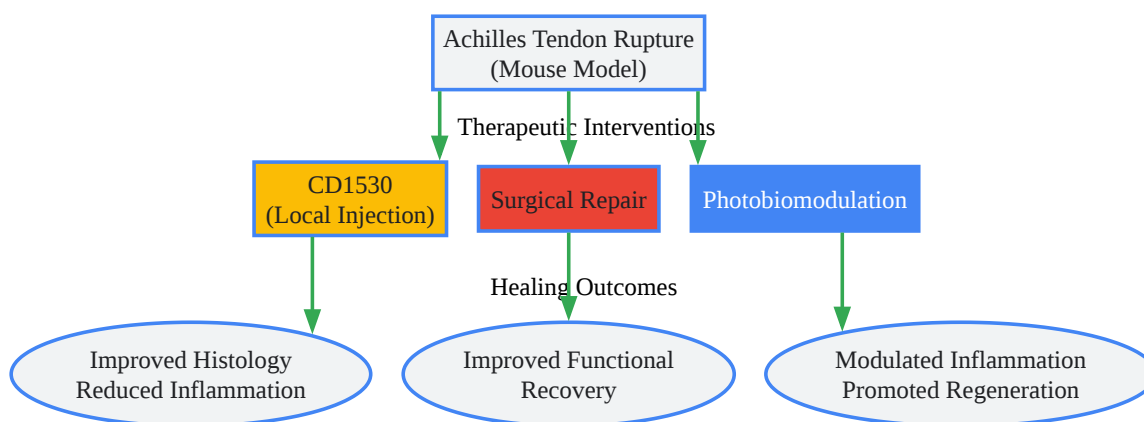 Achilles Tendon Rupture
(Mouse Model)
Therapeutic Interventions
CD1530
(Local Injection)
Surgical Repair
Photobiomodulation
Healing Outcomes
Improved Histology
Reduced Inflammation
Improved Functional
Recovery
Modulated Inflammation
Promoted Regeneration